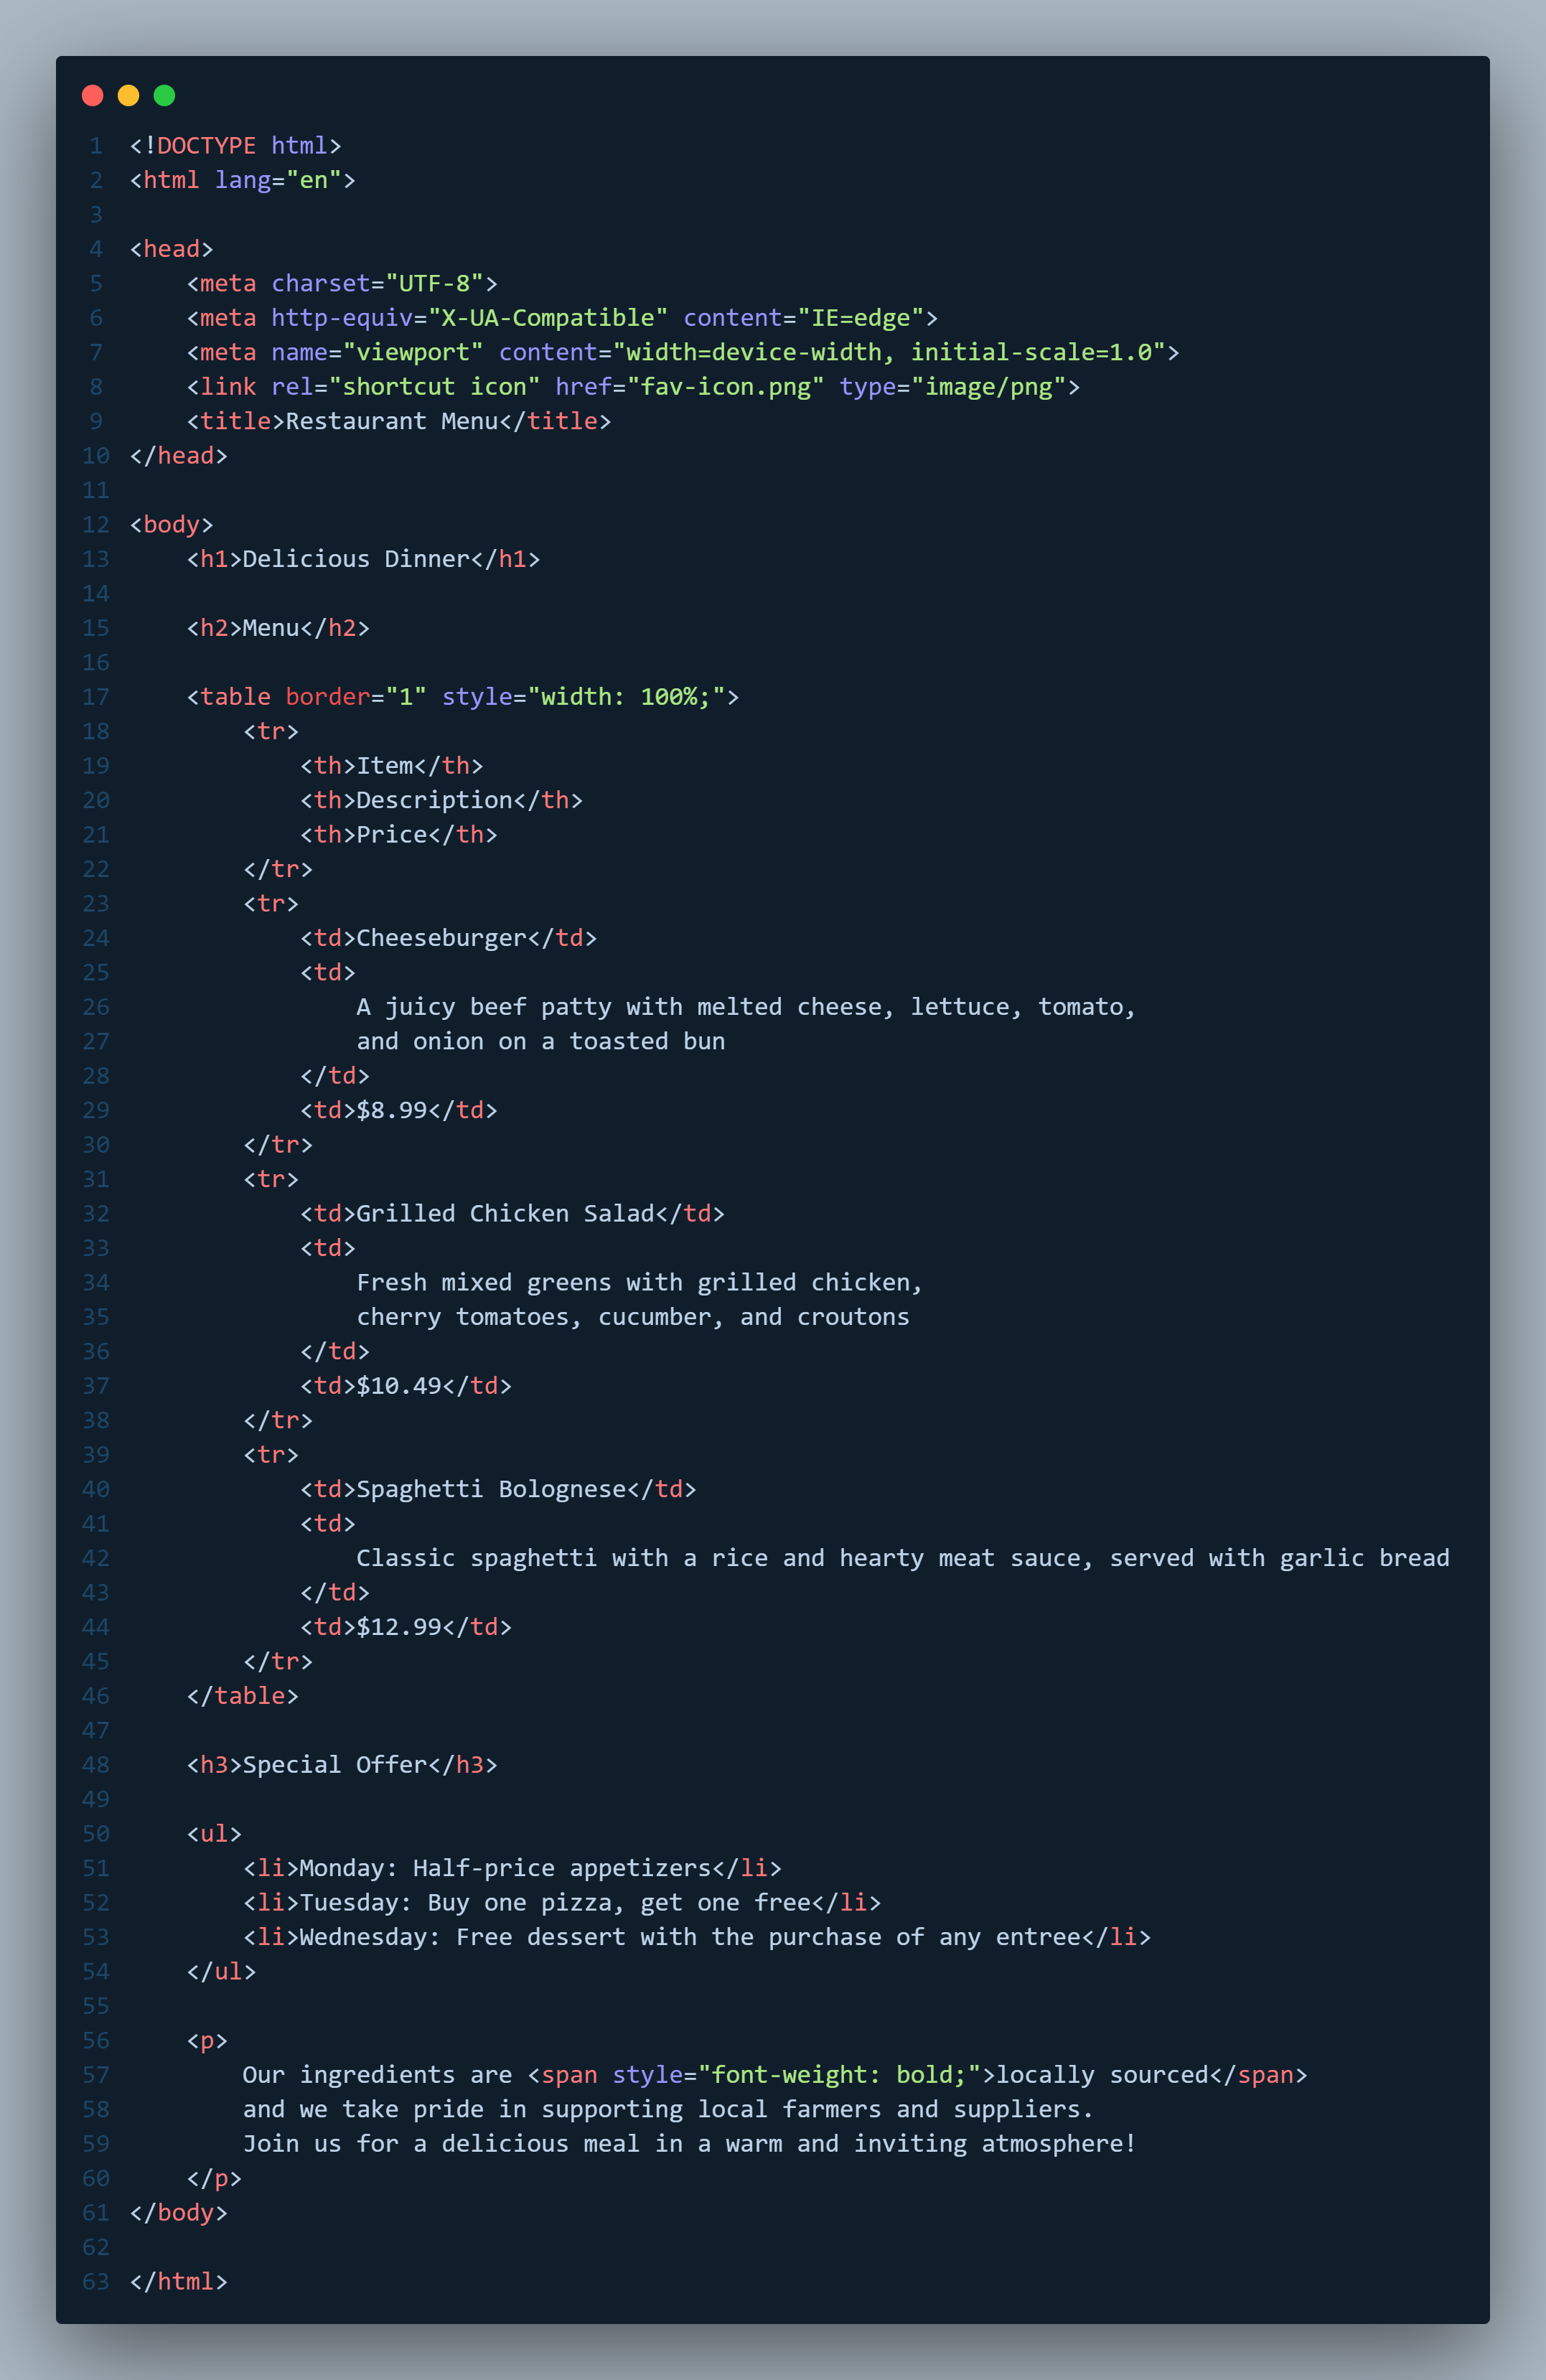 1 <!DOCTYPE html>
2 <html lang="en">
3
4 <head>
5     <meta charset="UTF-8">
6     <meta http-equiv="X-UA-Compatible" content="IE=edge">
7     <meta name="viewport" content="width=device-width, initial-scale=1.0">
8     <link rel="shortcut icon" href="fav-icon.png" type="image/png">
9     <title>Restaurant Menu</title>
10 </head>
11
12 <body>
13     <h1>Delicious Dinner</h1>
14
15     <h2>Menu</h2>
16
17     <table border="1" style="width: 100%;">
18         <tr>
19             <th>Item</th>
20             <th>Description</th>
21             <th>Price</th>
22         </tr>
23         <tr>
24             <td>Cheeseburger</td>
25             <td>
26                 A juicy beef patty with melted cheese, lettuce, tomato,
27                 and onion on a toasted bun
28             </td>
29             <td>$8.99</td>
30         </tr>
31         <tr>
32             <td>Grilled Chicken Salad</td>
33             <td>
34                 Fresh mixed greens with grilled chicken,
35                 cherry tomatoes, cucumber, and croutons
36             </td>
37             <td>$10.49</td>
38         </tr>
39         <tr>
40             <td>Spaghetti Bolognese</td>
41             <td>
42                 Classic spaghetti with a rice and hearty meat sauce, served with garlic bread
43             </td>
44             <td>$12.99</td>
45         </tr>
46     </table>
47
48     <h3>Special Offer</h3>
49
50     <ul>
51         <li>Monday: Half-price appetizers</li>
52         <li>Tuesday: Buy one pizza, get one free</li>
53         <li>Wednesday: Free dessert with the purchase of any entree</li>
54     </ul>
55
56     <p>
57         Our ingredients are <span style="font-weight: bold;">locally sourced</span>
58         and we take pride in supporting local farmers and suppliers.
59         Join us for a delicious meal in a warm and inviting atmosphere!
60     </p>
61 </body>
62
63 </html>